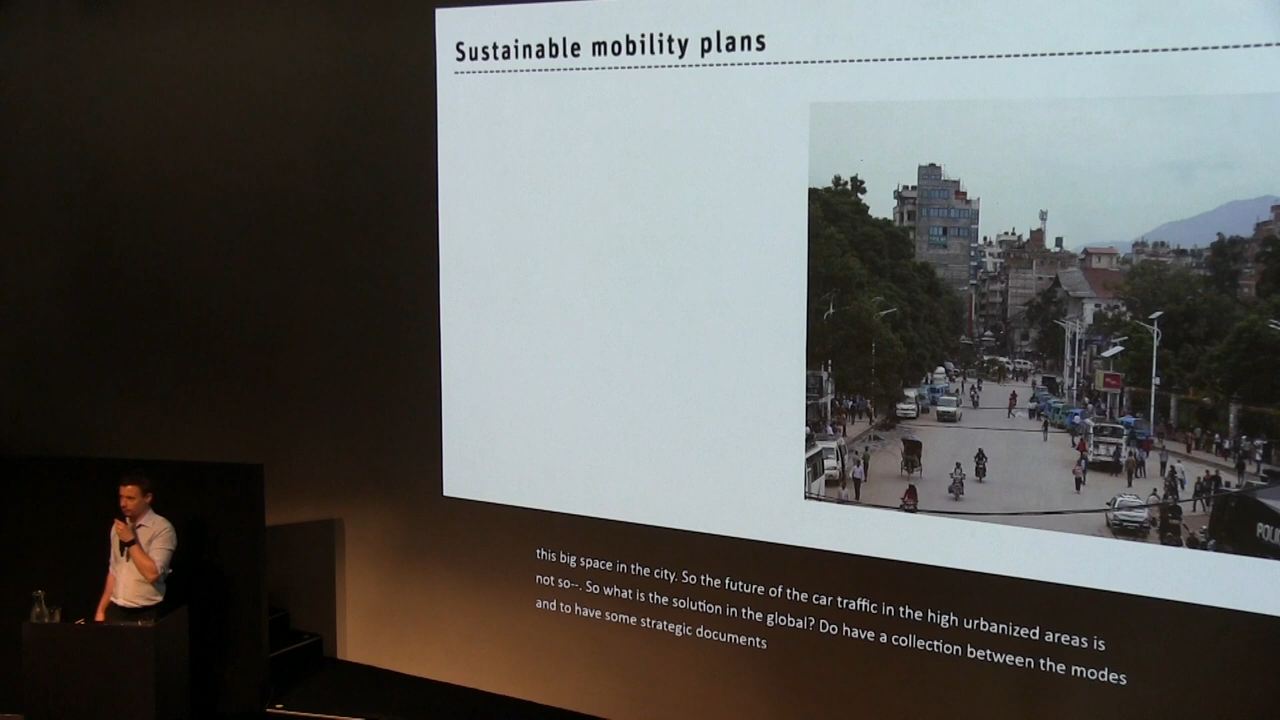 Sustainable mobility plans
POLI
this big space in the city. So the future of the car traffic in the high urbanized areas is
not so--. So what is the solution in the global? Do have a collection between the modes
and to have some strategic documents